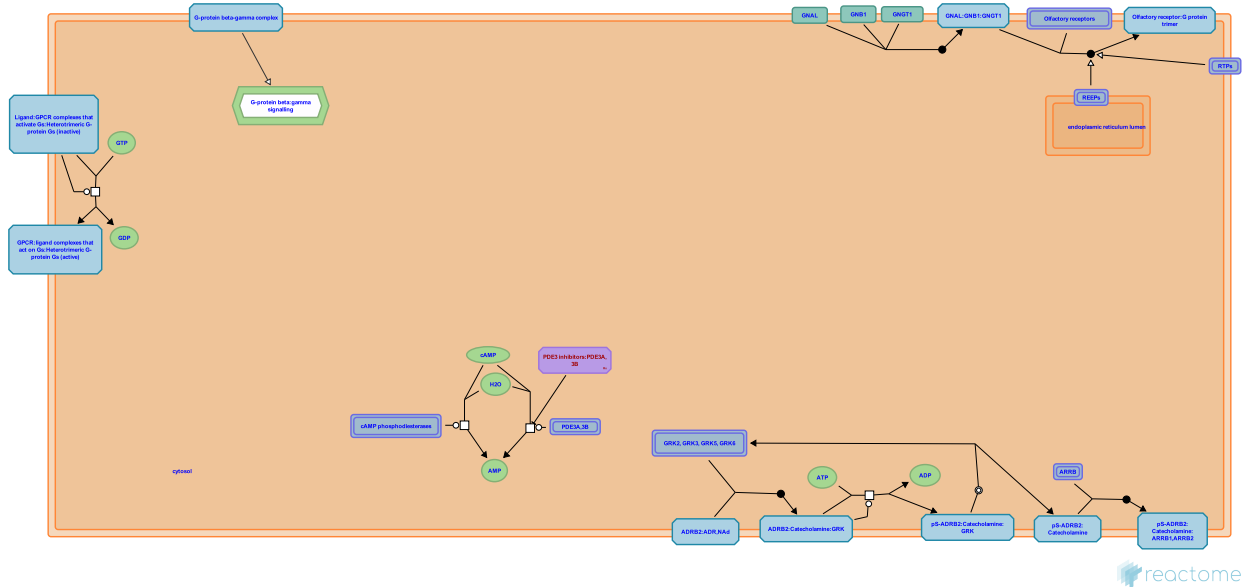 G-protein beta-gamma complex
GNAL
GNB1
GNGT1
GNAL:GNB1:GNGT1
Olfactory receptors
Olfactory receptor:G protein
trimer
RTPs
REEPs
endoplasmic reticulum lumen
G-protein beta:gamma
signalling
Ligand:GPCR complexes that
activate Gs:Heterotrimeric G-
protein Gs (inactive)
GTP
GPCR:ligand complexes that
act on Gs:Heterotrimeric G-
protein Gs (active)
GDP
cAMP
PDE3 inhibitors:PDE3A,
3B
H2O
cAMP phosphodiesterases
PDE3A,3B
AMP
cytosol
GRK2, GRK3, GRK5, GRK6
ATP
ADP
ARRB
ADRB2:ADR,NAd
ADRB2:Catecholamine:GRK
pS-ADRB2:Catecholamine:
GRK
pS-ADRB2:
Catecholamine
pS-ADRB2:
Catecholamine:
ARRB1,ARRB2
reactome